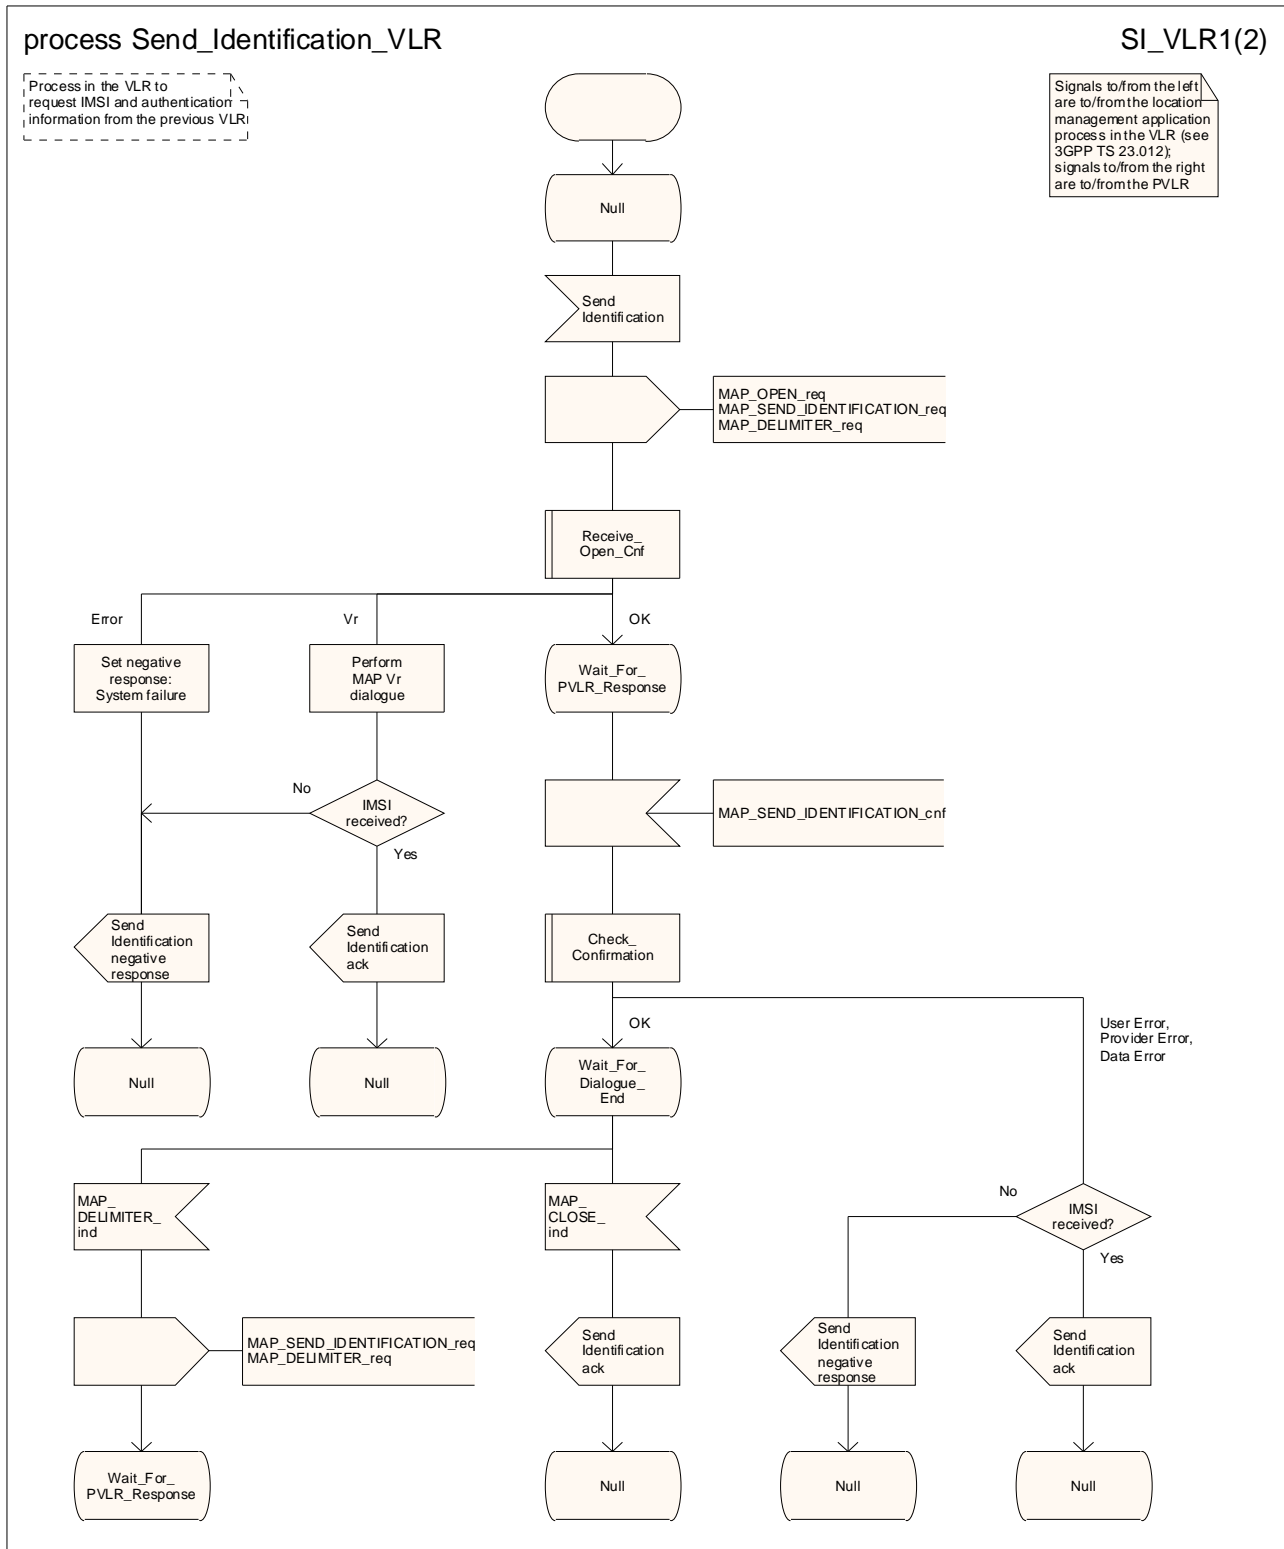 process Send_Identification_VLR
SI_VLR1(2)
Process in the VLR to
request IMSI and authentication
information from the previous VLR
Signals to/from the left
are to/from the location
management application
process in the VLR (see
3GPP TS 23.012);
signals to/from the right
are to/from the PVLR
Null
Send
Identification
MAP_OPEN_req
MAP_SEND_IDENTIFICATION_req
MAP_DELIMITER_req
Receive_
Open_Cnf
Error
Vr
OK
Set negative
response:
System failure
Perform
MAP Vr
dialogue
Wait_For_
PVLR_Response
No
IMSI
received?
Yes
MAP_SEND_IDENTIFICATION_cnf
Send
Identification
negative
response
Send
Identification
ack
Check_
Confirmation
OK
User Error,
Provider Error,
Data Error
Null
Null
Wait_For_
Dialogue_
End
MAP_
DELIMITER_
ind
MAP_
CLOSE_
ind
No
IMSI
received?
Yes
MAP_SEND_IDENTIFICATION_req
MAP_DELIMITER_req
Send
Identification
ack
Send
Identification
negative
response
Send
Identification
ack
Wait_For_
PVLR_Response
Null
Null
Null